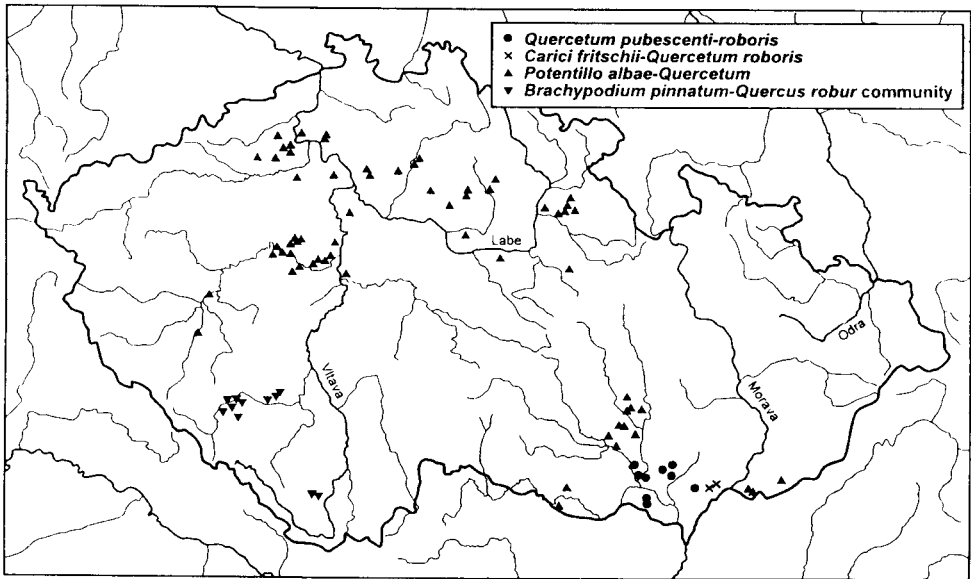 Quercetum pubescenti-roboris
Carici fritschii-Quercetum roboris
Potentillo albae-Quercetum
Brachypodium pinnatum-Quercus robur community
Labe
Vltava
Morava
Odra